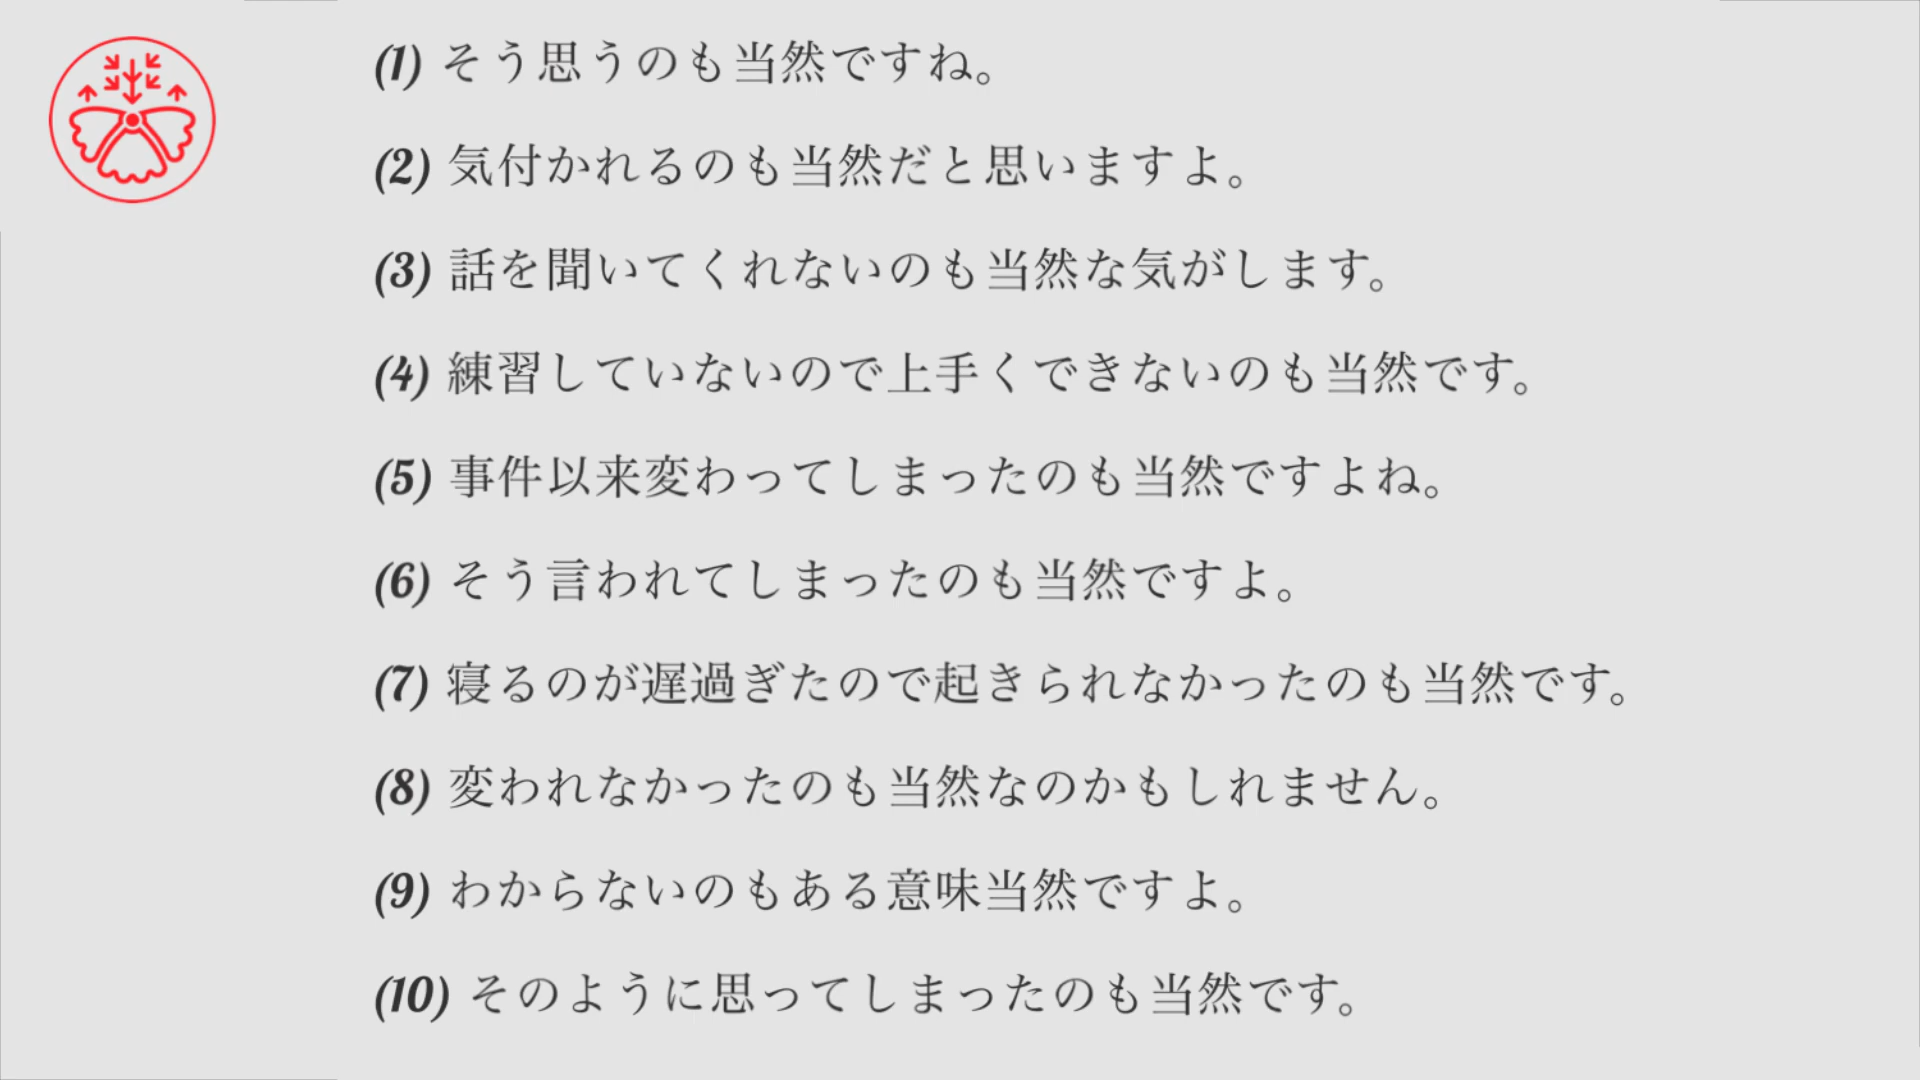 (1) そう思うのも当然ですね。
(2) 気付かれるのも当然だと思いますよ。
(3) 話を聞いてくれないのも当然な気がします。
(4) 練習していないので上手くできないのも当然です。
(5) 事件以来変わってしまったのも当然ですよね。
(6) そう言われてしまったのも当然ですよ。
(7) 寝るのが遅過ぎたので起きられなかったのも当然です。
(8) 変われなかったのも当然なのかもしれません。
(9) わからないのもある意味当然ですよ。
(10) そのように思ってしまったのも当然です。